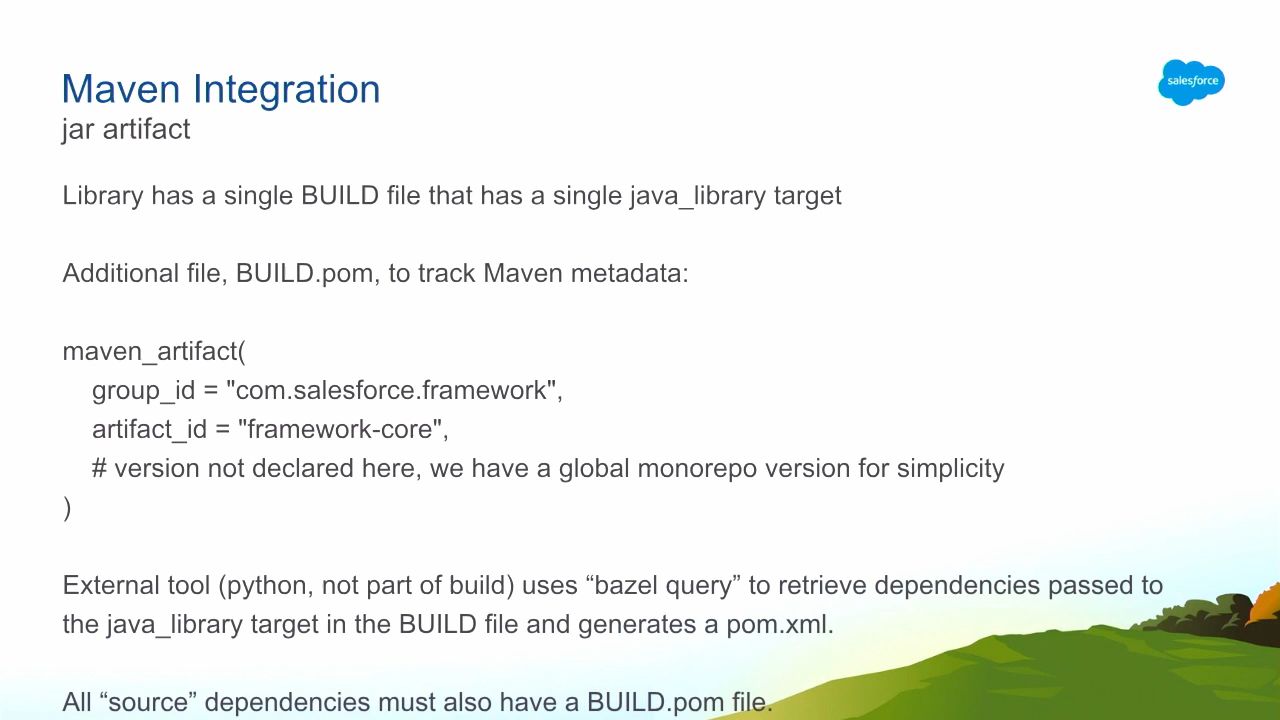 Maven Integration
salesforce
jar artifact
Library has a single BUILD file that has a single java_library target
Additional file, BUILD.pom, to track Maven metadata:
maven_artifact(
group_id = "com.salesforce.framework",
artifact_id = "framework-core",
# version not declared here, we have a global monorepo version for simplicity
)
External tool (python, not part of build) uses “bazel query” to retrieve dependencies passed to
the java_library target in the BUILD file and generates a pom.xml.
All “source” dependencies must also have a BUILD.pom file.